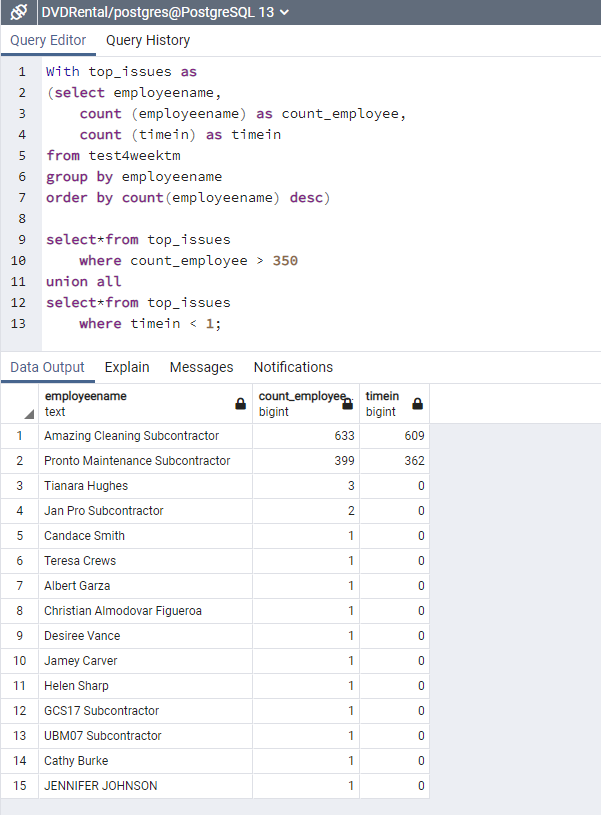 DVDRental/postgres@PostgreSQL 13
Query Editor Query History
1 With top_issues as
2 (select employeename,
3 count (employeename) as count_employee,
4 count (timein) as timein
5 from test4weektm
6 group by employeename
7 order by count(employeename) desc)
8
9 select*from top_issues
10 where count_employee > 350
11 union all
12 select*from top_issues
13 where timein < 1;
Data Output Explain Messages Notifications
employeename count_employee timein
text bigint bigint
1 Amazing Cleaning Subcontractor 633 609
2 Pronto Maintenance Subcontractor 399 362
3 Tianara Hughes 3 0
4 Jan Pro Subcontractor 2 0
5 Candace Smith 1 0
6 Teresa Crews 1 0
7 Albert Garza 1 0
8 Christian Almodovar Figueroa 1 0
9 Desiree Vance 1 0
10 Jamey Carver 1 0
11 Helen Sharp 1 0
12 GCS17 Subcontractor 1 0
13 UBM07 Subcontractor 1 0
14 Cathy Burke 1 0
15 JENNIFER JOHNSON 1 0